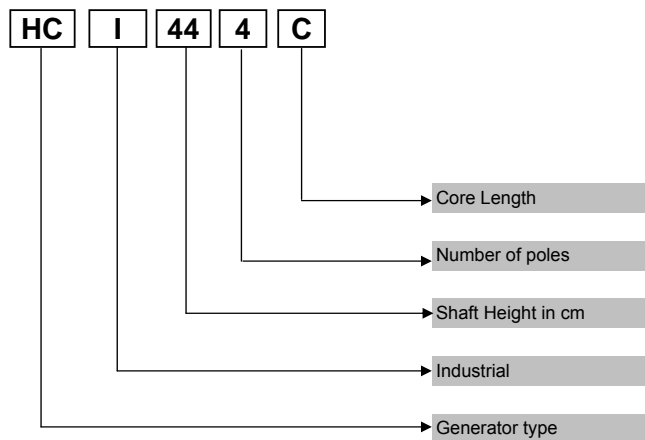 HC I 44 4 C
Core Length
Number of poles
Shaft Height in cm
Industrial
Generator type